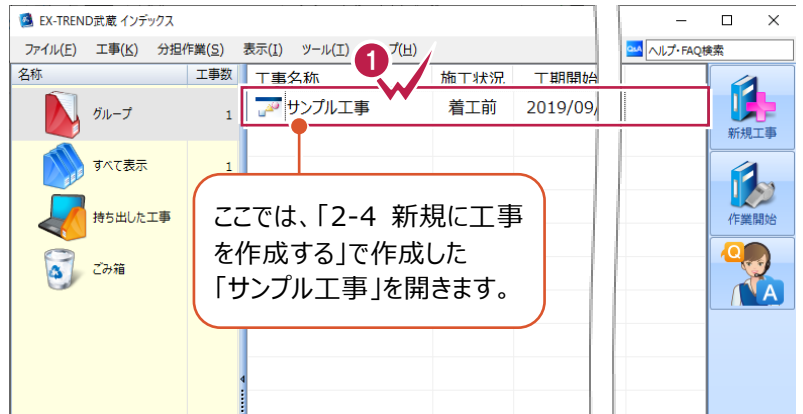 EX-TREND武蔵 インデックス
ファイル(F) 工事(K) 分担作業(S) 表示(I) ツール(T) プ(H)
Q&A ヘルプ・FAQ検索
名称 工事数
工事名称 施工状況 工期開始
1
グループ 1
サンプル工事 着工前 2019/09/
新規工事
すべて表示 1
持ち出した工事
作業開始
ごみ箱
Q
A
ここでは、「2-4 新規に工事
を作成する」で作成した
「サンプル工事」を開きます。